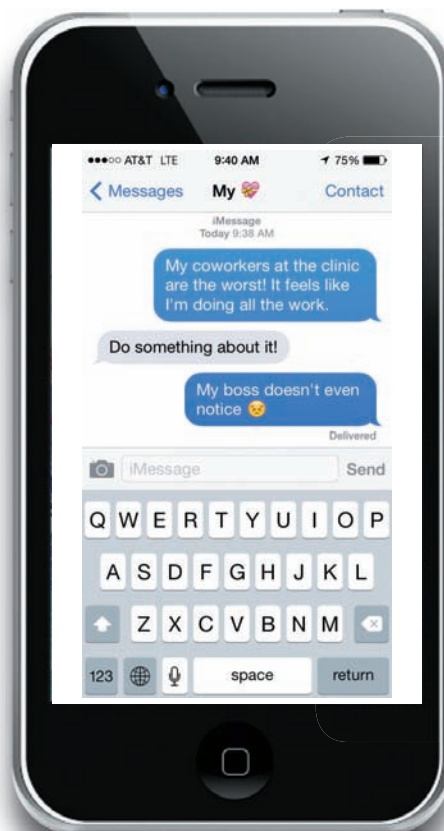 AT&T LTE 9:40 AM 75%
Messages My 💝 Contact
iMessage
Today 9:38 AM
My coworkers at the clinic
are the worst! It feels like
I'm doing all the work.
Do something about it!
My boss doesn't even
notice 😣
Delivered
iMessage Send
Q W E R T Y U I O P
A S D F G H J K L
Z X C V B N M
123 space return